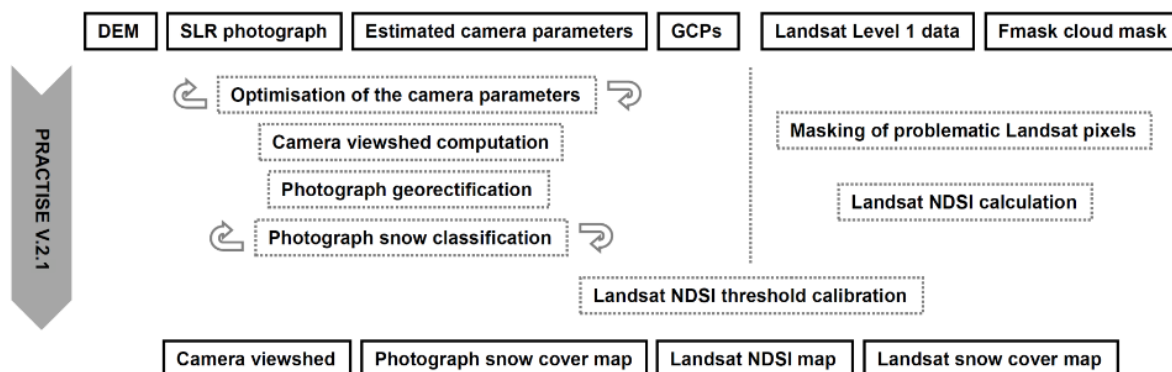 DEM
SLR photograph
Estimated camera parameters
GCPs
Landsat Level 1 data
Fmask cloud mask
PRACTISE V.2.1
Optimisation of the camera parameters
Camera viewshed computation
Photograph georectification
Photograph snow classification
Masking of problematic Landsat pixels
Landsat NDSI calculation
Landsat NDSI threshold calibration
Camera viewshed
Photograph snow cover map
Landsat NDSI map
Landsat snow cover map